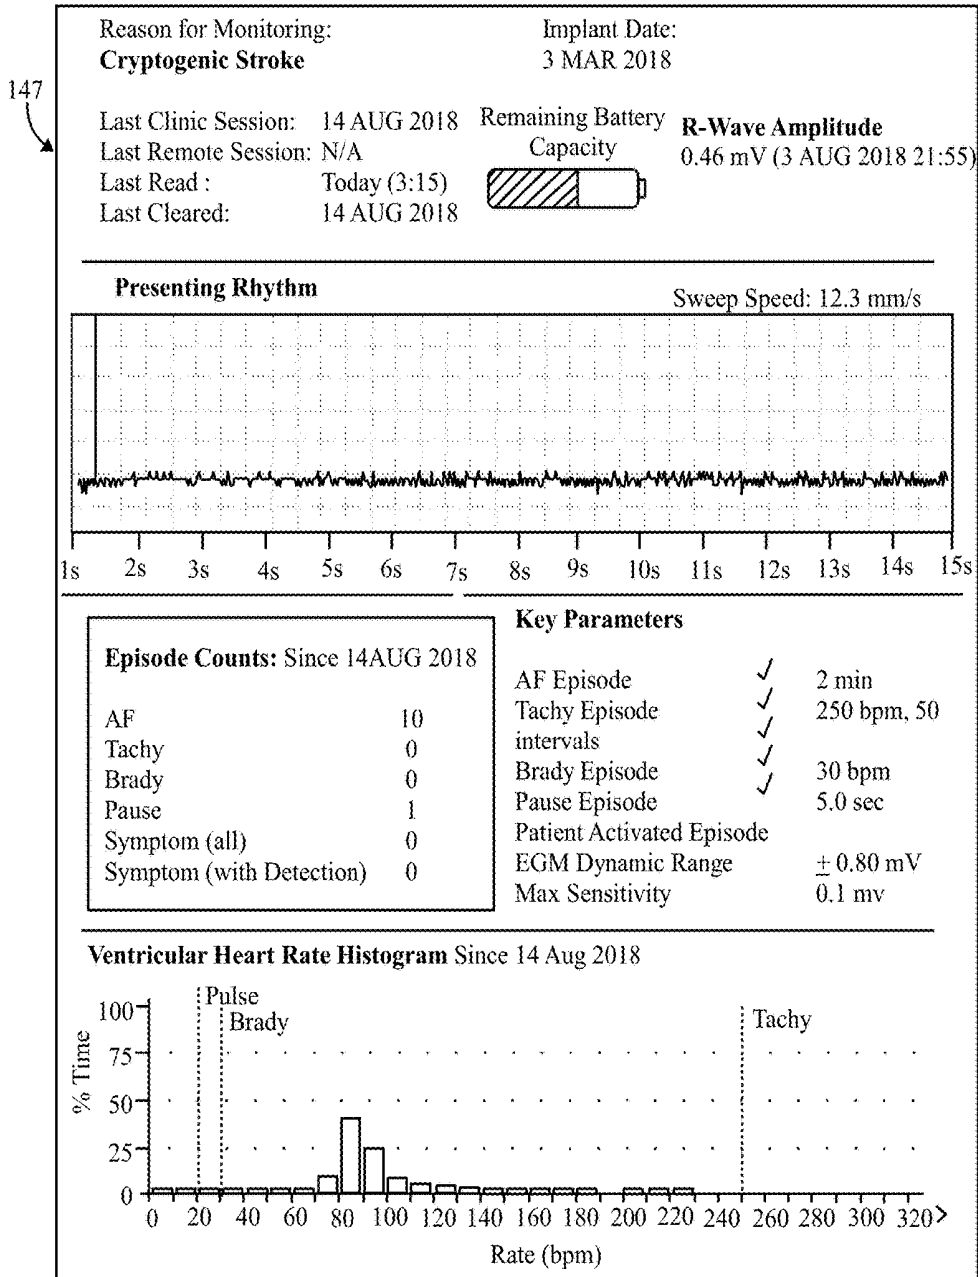 147
Reason for Monitoring:
Cryptogenic Stroke
Implant Date:
3 MAR 2018
Last Clinic Session: 14 AUG 2018
Last Remote Session: N/A
Last Read : Today (3:15)
Last Cleared: 14 AUG 2018
Remaining Battery
Capacity
R-Wave Amplitude
0.46 mV (3 AUG 2018 21:55)
Presenting Rhythm
Sweep Speed: 12.3 mm/s
1s 2s 3s 4s 5s 6s 7s 8s 9s 10s 11s 12s 13s 14s 15s
Episode Counts: Since 14AUG 2018
AF 10
Tachy 0
Brady 0
Pause 1
Symptom (all) 0
Symptom (with Detection) 0
Key Parameters
AF Episode ✓ 2 min
Tachy Episode ✓ 250 bpm, 50
intervals ✓
Brady Episode ✓ 30 bpm
Pause Episode ✓ 5.0 sec
Patient Activated Episode
EGM Dynamic Range ± 0.80 mV
Max Sensitivity 0.1 mv
Ventricular Heart Rate Histogram Since 14 Aug 2018
Pulse
Brady
Tachy
% Time
100
75
50
25
0
0 20 40 60 80 100 120 140 160 180 200 220 240 260 280 300 320>
Rate (bpm)